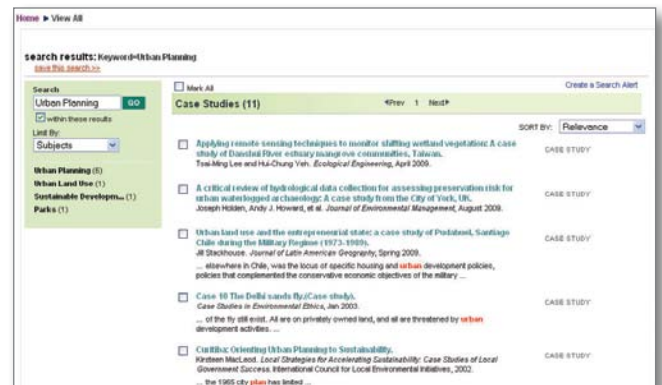 Home ▶ View All
search results: Keyword=Urban Planning
save this search >>
Search
Urban Planning GO
within these results
Limit By:
Subjects
Urban Planning (6)
Urban Land Use (1)
Sustainable Developm... (1)
Parks (1)
Mark All
Create a Search Alert
Case Studies (11)
Prev 1 Next
SORT BY: Relevance
Applying remote sensing techniques to monitor shifting wetland vegetation: A case
study of Danshui River estuary mangrove communities, Taiwan.
Tsai-Ming Lee and Hui-Chung Yeh. Ecological Engineering, April 2009.
CASE STUDY
A critical review of hydrological data collection for assessing preservation risk for
urban waterlogged archaeology: A case study from the City of York, UK.
Joseph Holden, Andy J. Howard, et al. Journal of Environmental Management, August 2009.
CASE STUDY
Urban land use and the entrepreneurial state: a case study of Pudahuel, Santiago
Chile during the Military Regime (1973-1989).
Jill Stackhouse. Journal of Latin American Geography, Spring 2009.
... elsewhere in Chile, was the locus of specific housing and urban development policies,
policies that complemented the conservative economic objectives of the military ...
CASE STUDY
Case 10 The Delhi sands fly.(Case study).
Case Studies in Environmental Ethics, Jan 2003.
... of the fly still exist. All are on privately owned land, and all are threatened by urban
development activities. ...
CASE STUDY
Curitiba: Orienting Urban Planning to Sustainability.
Kirsteen MacLeod. Local Strategies for Accelerating Sustainability: Case Studies of Local
Government Success. International Council for Local Environmental Initiatives, 2002.
... the 1965 city plan has limited ...
CASE STUDY